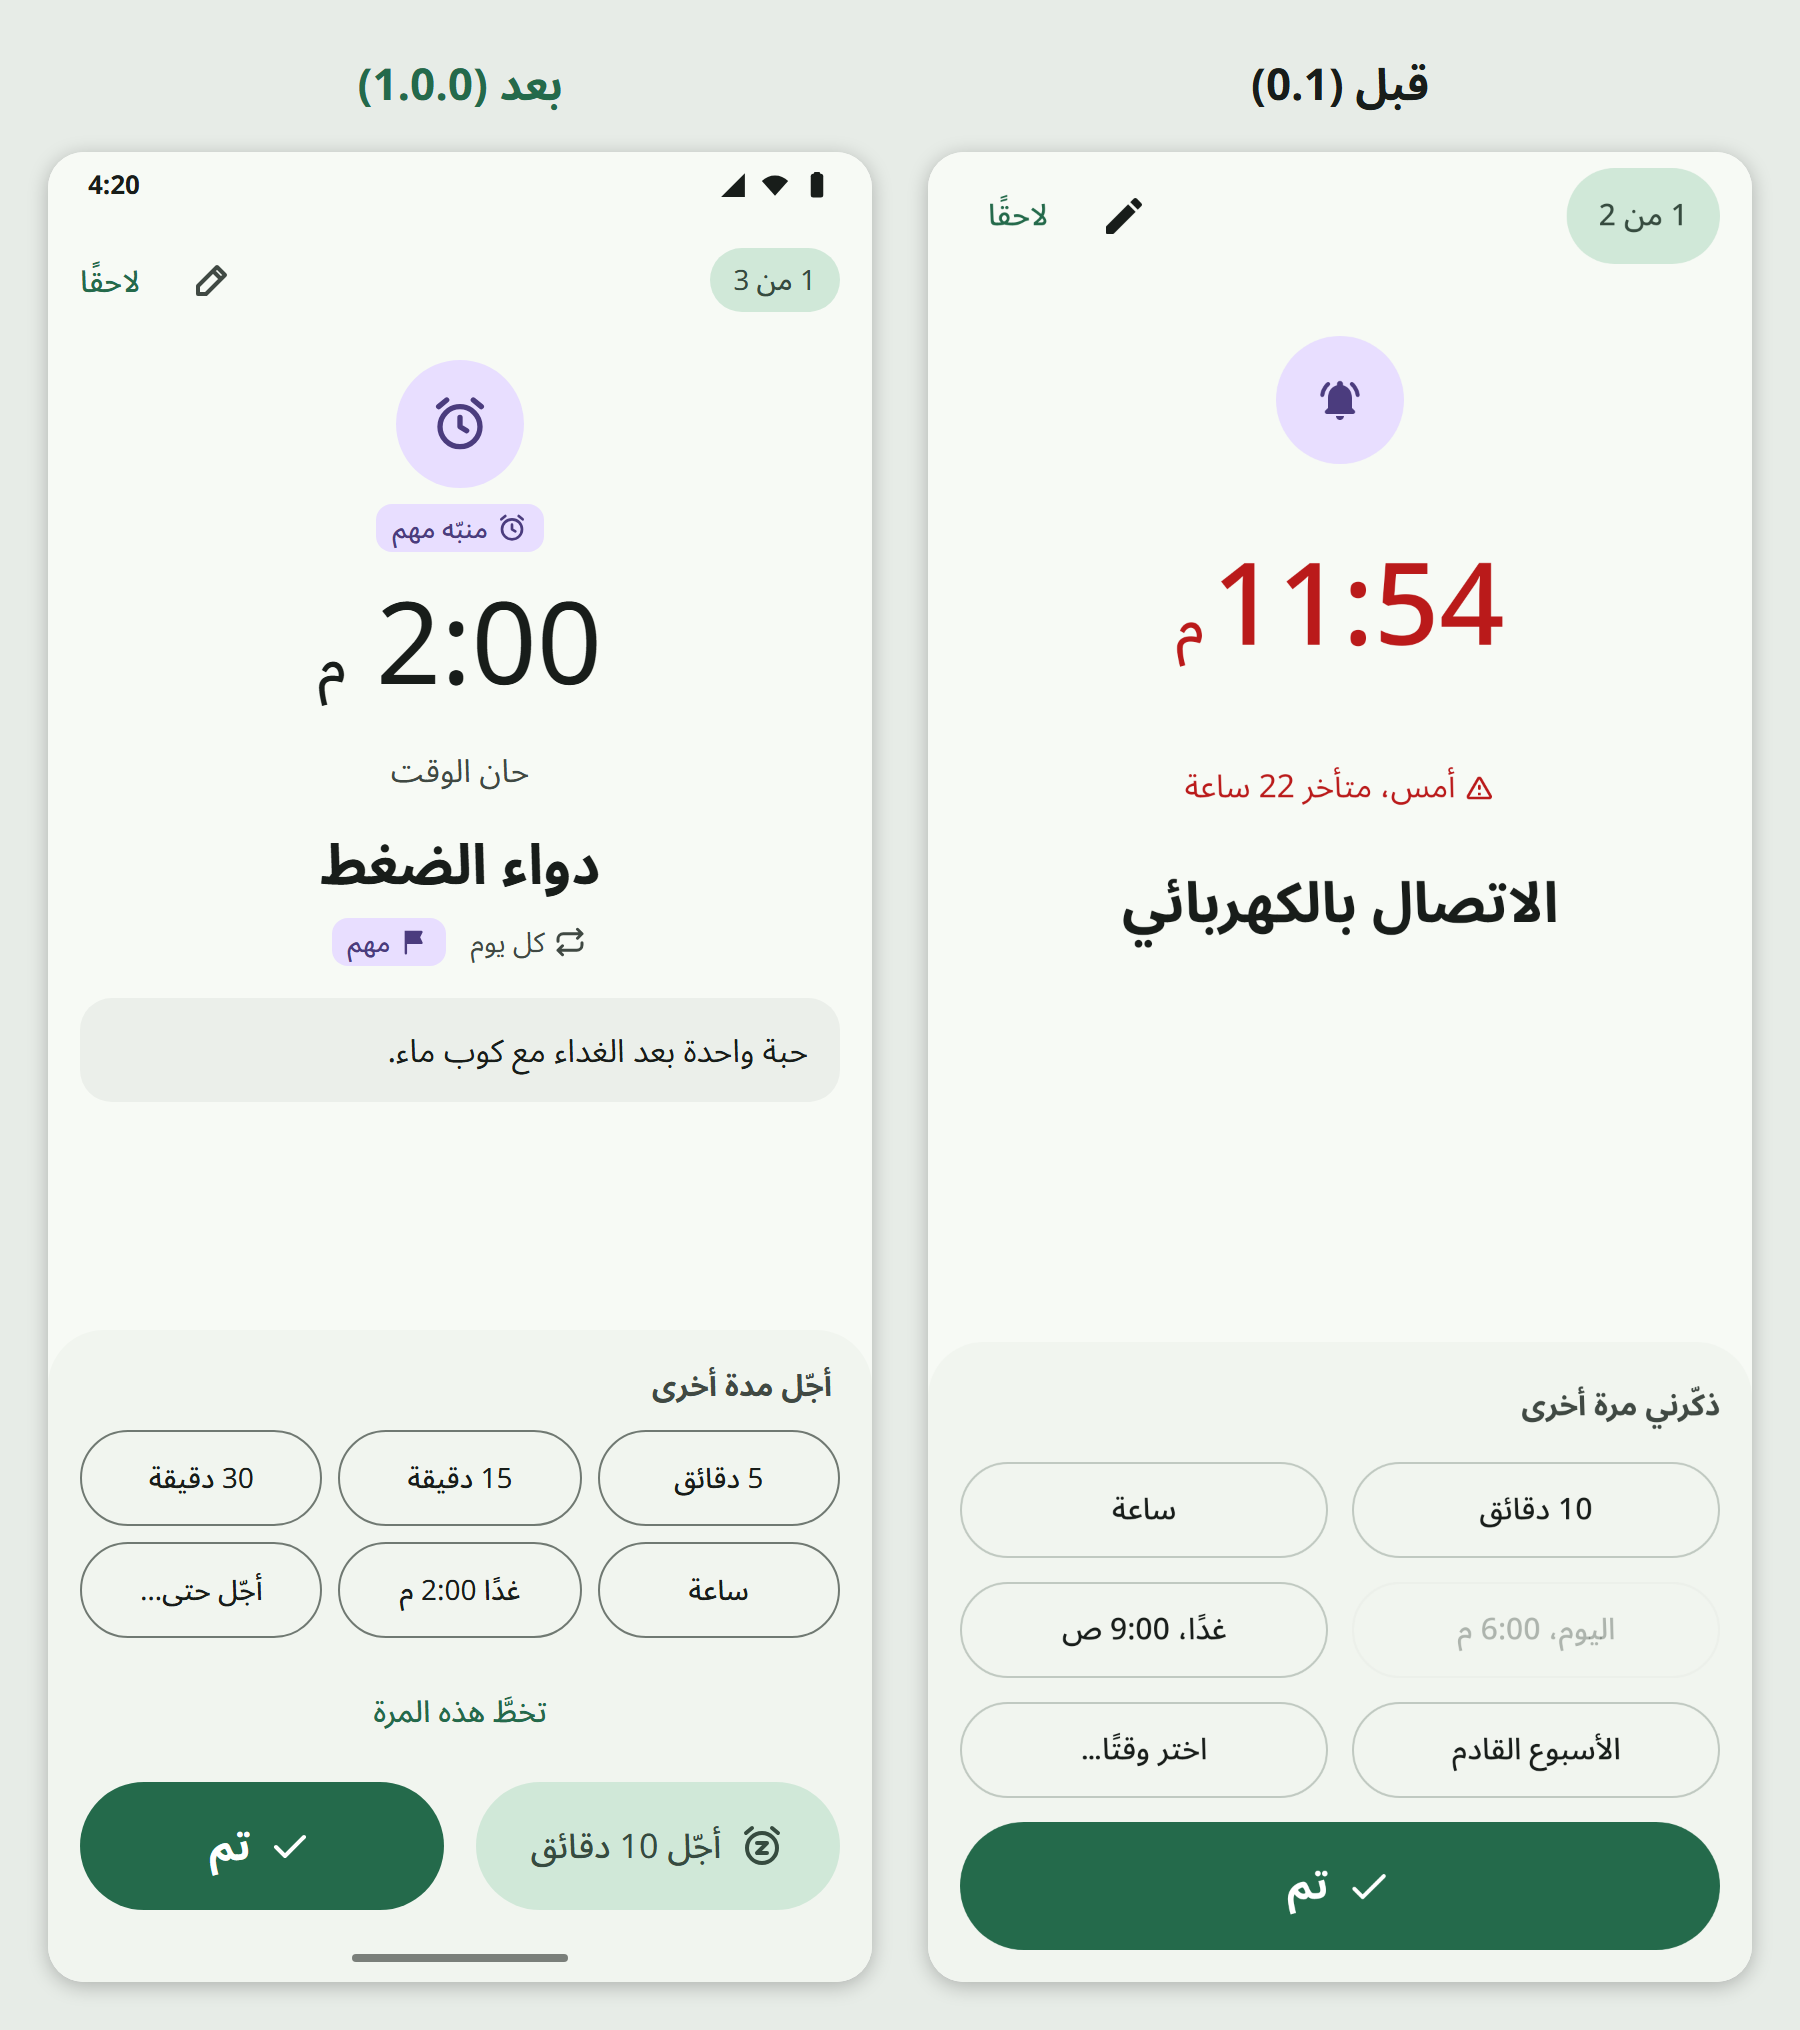 قبل (0.1)
1 من 2
لاحقًا
11:54 م
أمس، متأخر 22 ساعة
الاتصال بالكهربائي
ذكّرني مرة أخرى
10 دقائق
ساعة
اليوم، 6:00 م
غدًا، 9:00 ص
الأسبوع القادم
اختر وقتًا...
تم
بعد (1.0.0)
4:20
1 من 3
لاحقًا
منبّه مهم
2:00 م
حان الوقت
دواء الضغط
كل يوم
مهم
حبة واحدة بعد الغداء مع كوب ماء.
أجّل مدة أخرى
5 دقائق
15 دقيقة
30 دقيقة
ساعة
غدًا 2:00 م
أجّل حتى...
تخطَّ هذه المرة
أجّل 10 دقائق
تم